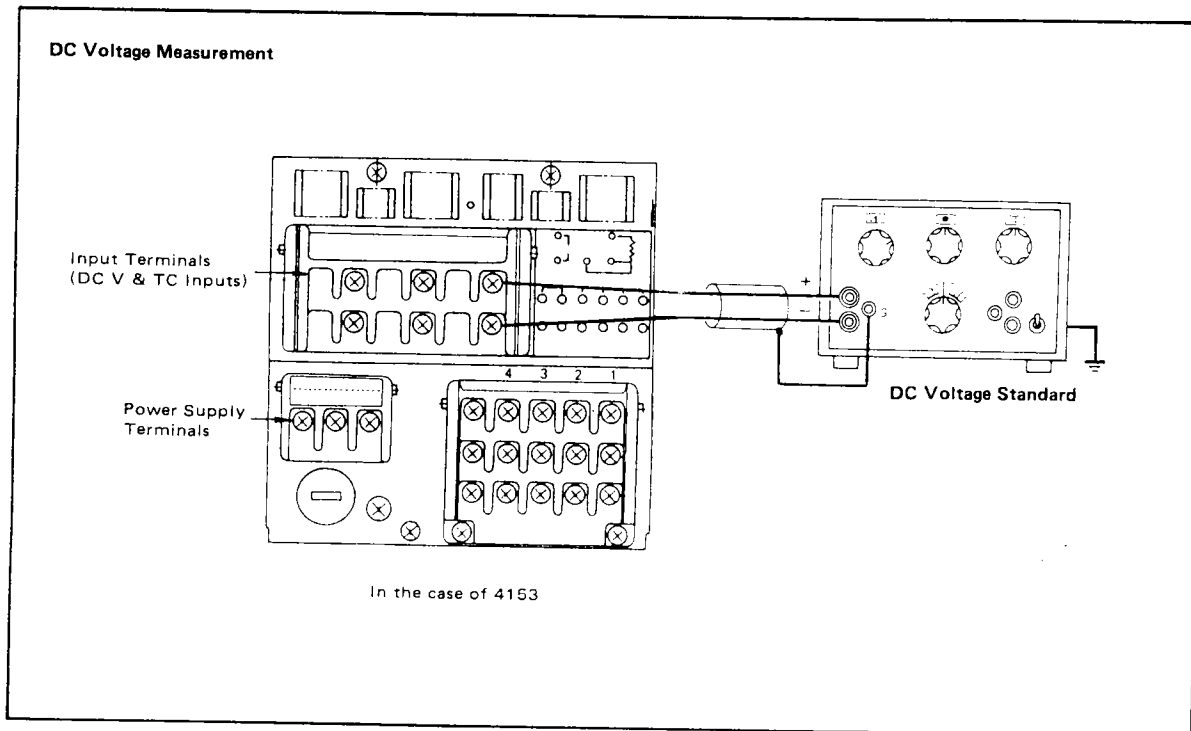 DC Voltage Measurement
Input Terminals
(DC V & TC Inputs)
+
−
G
4 3 2 1
DC Voltage Standard
Power Supply
Terminals
In the case of 4153